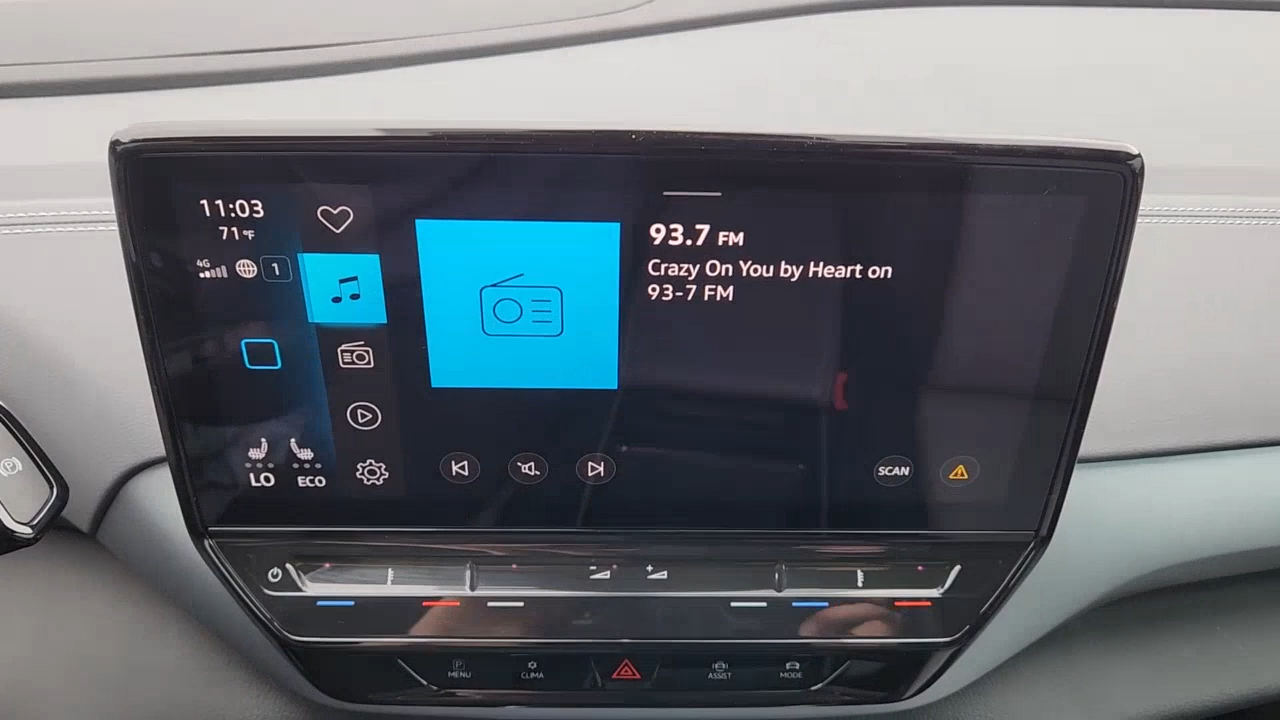 11:03
71°F
4G
1
93.7 FM
Crazy On You by Heart on
93-7 FM
LO
ECO
SCAN
- +
P
MENU
CLIMA
ASSIST
MODE
P